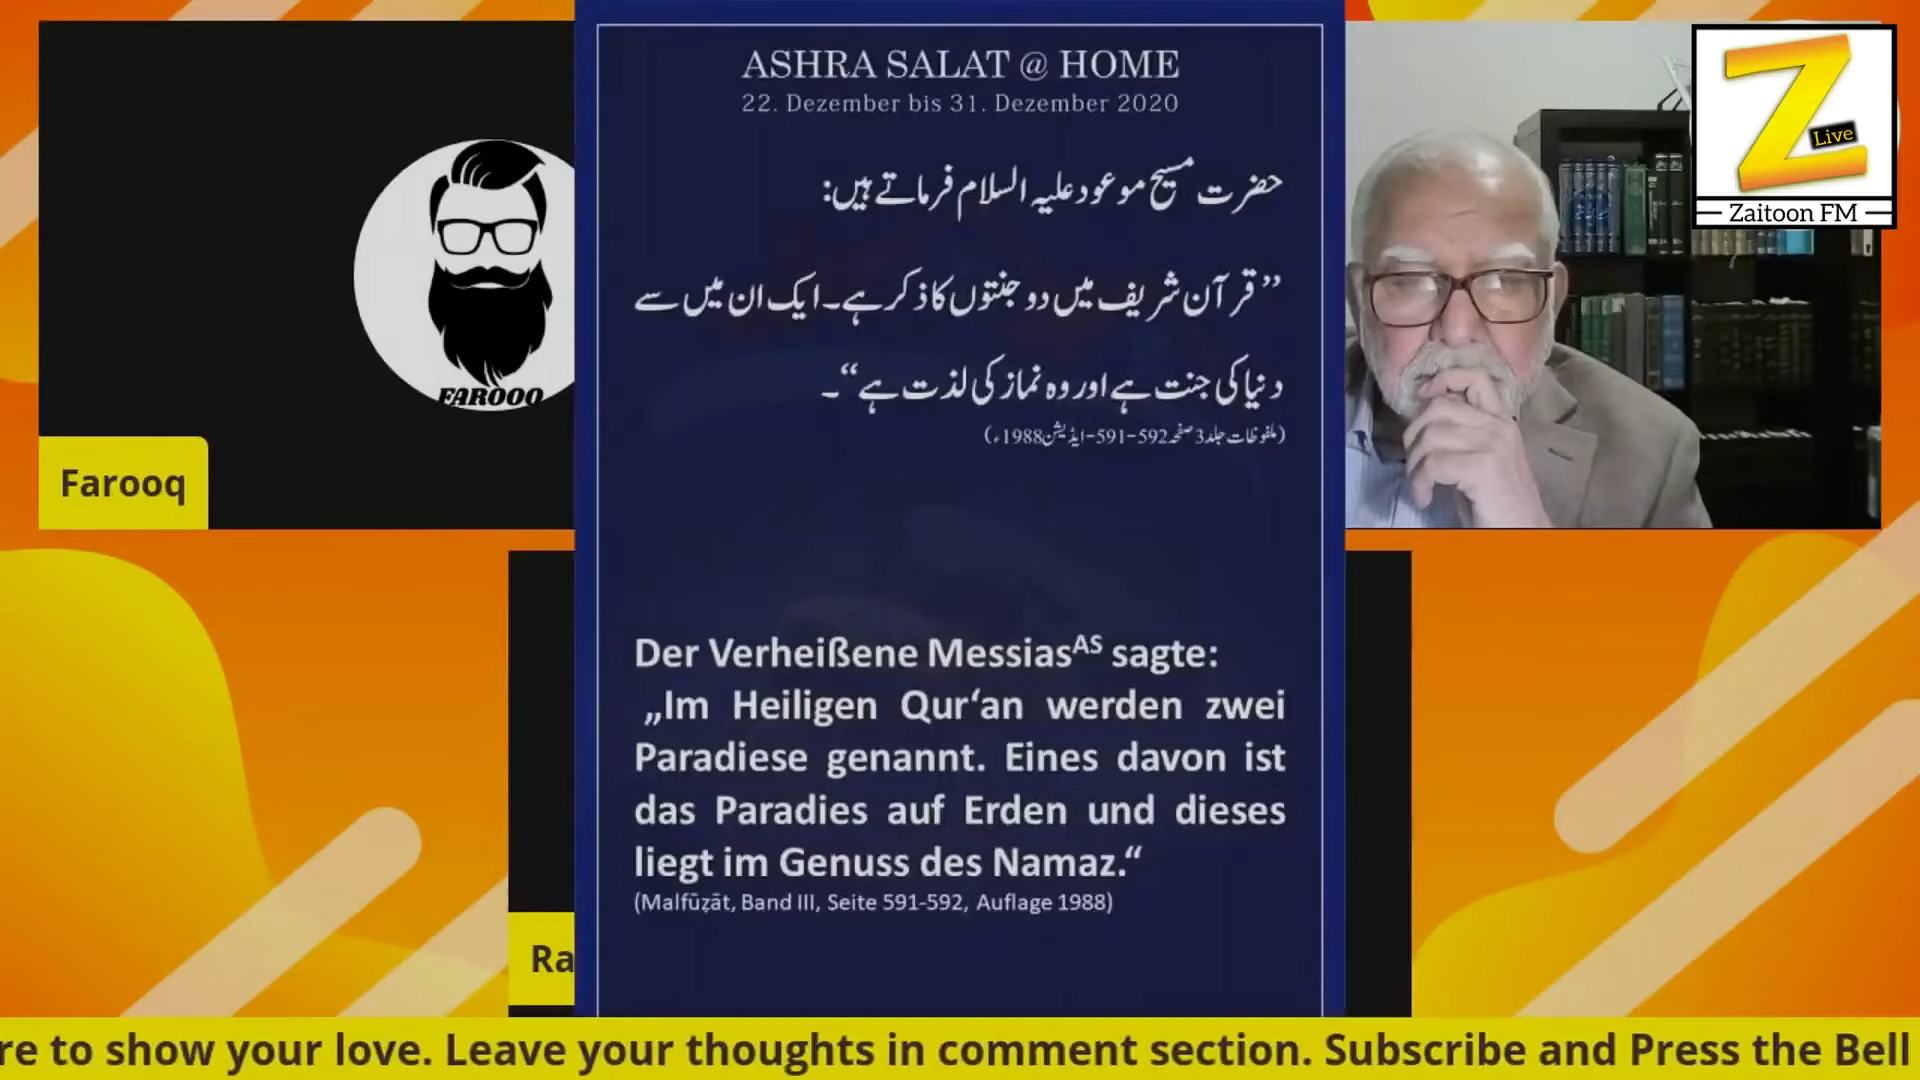 ASHRA SALAT @ HOME
22. Dezember bis 31. Dezember 2020
حضرت مسیح موعود علیہ السلام فرماتے ہیں:
”قرآن شریف میں دو جنتوں کا ذکر ہے۔ ایک ان میں سے
دنیا کی جنت ہے اور وہ نماز کی لذت ہے“۔
(ملفوظات جلد 3 صفحہ 592-591-ایڈیشن 1988ء)
Der Verheißene Messiasᴬˢ sagte:
„Im Heiligen Qur‘an werden zwei
Paradiese genannt. Eines davon ist
das Paradies auf Erden und dieses
liegt im Genuss des Namaz.“
(Malfūẓāt, Band III, Seite 591-592, Auflage 1988)
FAROOQ
Farooq
Ra
Z
Live
Zaitoon FM
re to show your love. Leave your thoughts in comment section. Subscribe and Press the Bell